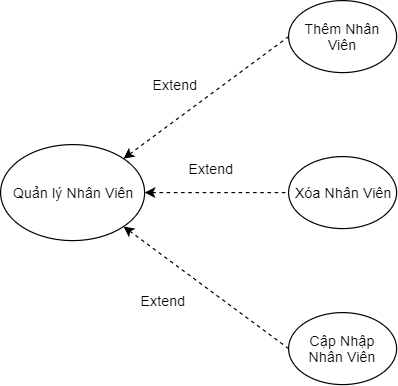 Thêm Nhân
Viên
Extend
Extend
Quản lý Nhân Viên
Xóa Nhân Viên
Extend
Cập Nhập
Nhân Viên